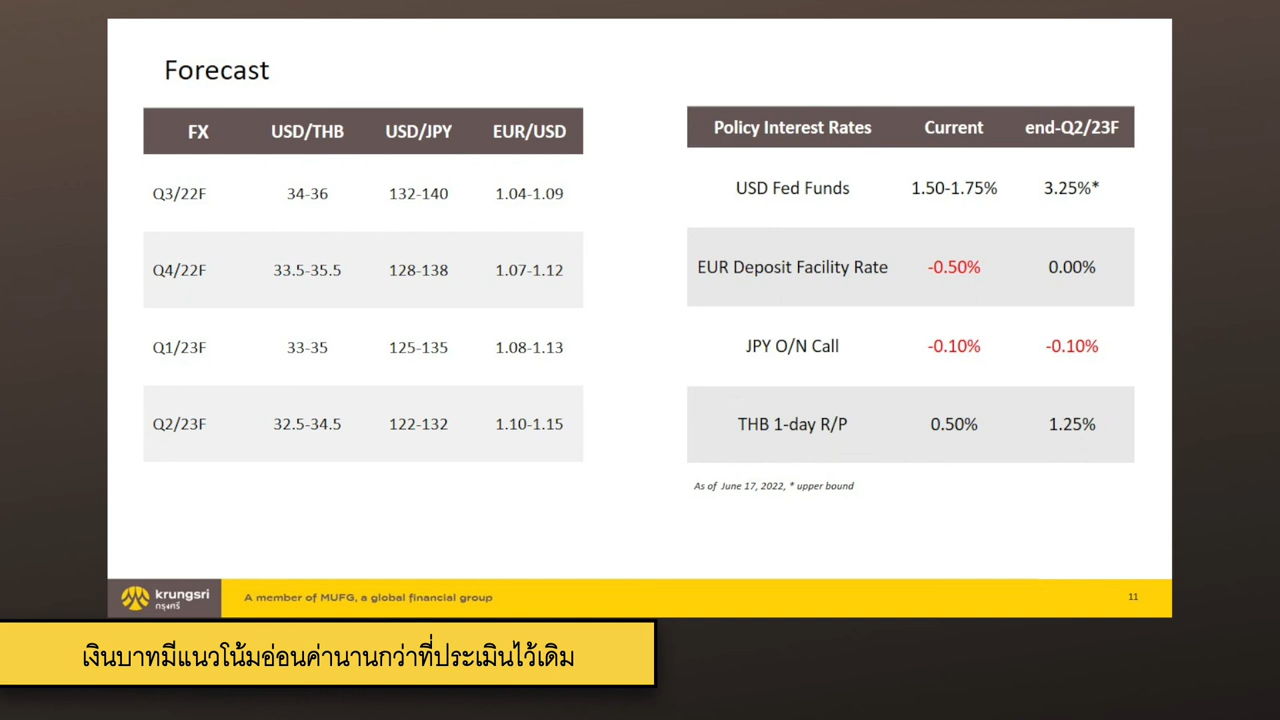 Forecast
FX USD/THB USD/JPY EUR/USD
Q3/22F 34-36 132-140 1.04-1.09
Q4/22F 33.5-35.5 128-138 1.07-1.12
Q1/23F 33-35 125-135 1.08-1.13
Q2/23F 32.5-34.5 122-132 1.10-1.15
Policy Interest Rates Current end-Q2/23F
USD Fed Funds 1.50-1.75% 3.25%*
EUR Deposit Facility Rate -0.50% 0.00%
JPY O/N Call -0.10% -0.10%
THB 1-day R/P 0.50% 1.25%
As of June 17, 2022, * upper bound
krungsri
กรุงศรี
A member of MUFG, a global financial group
11
เงินบาทมีแนวโน้มอ่อนค่านานกว่าที่ประเมินไว้เดิม